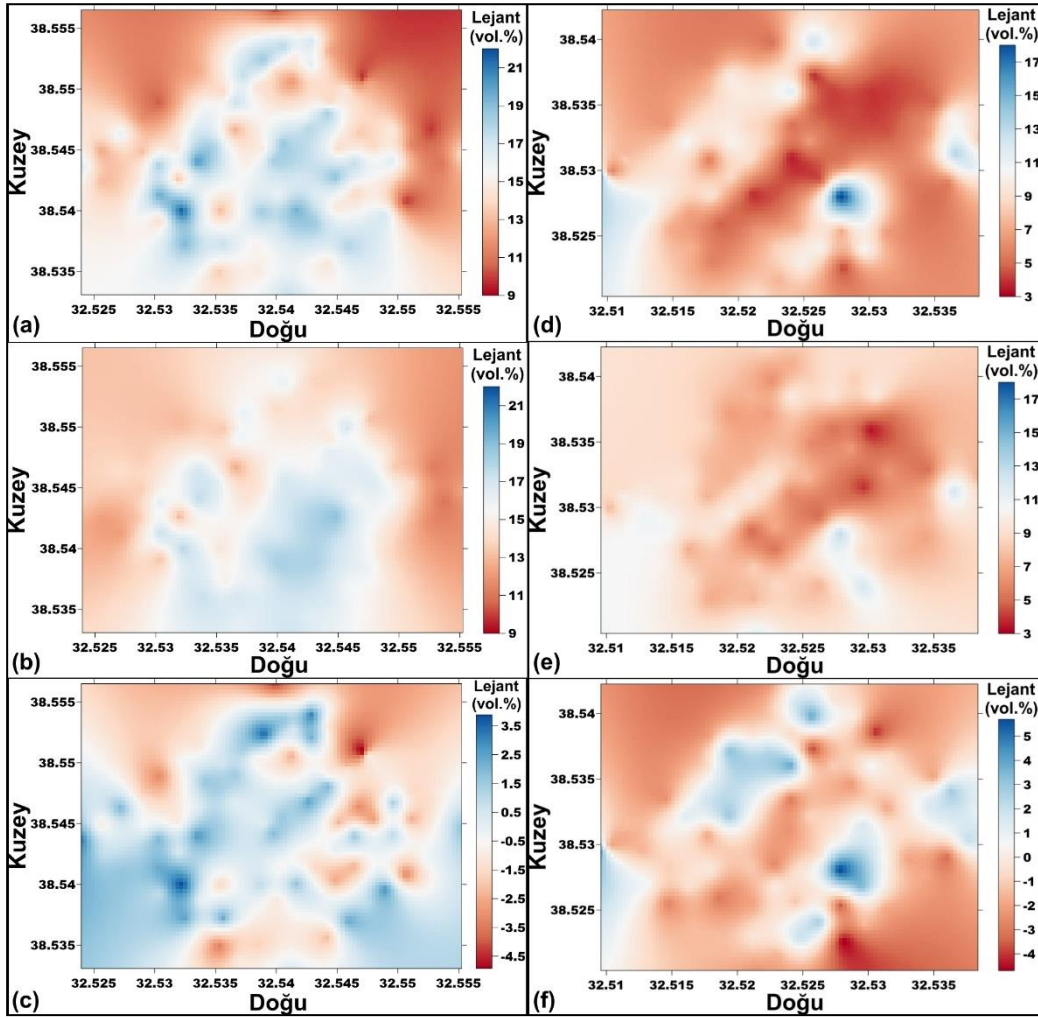 Lejant
(vol.%)
38.555
38.55
38.545
38.54
38.535
Kuzey
21
19
17
15
13
11
9
32.525 32.53 32.535 32.54 32.545 32.55 32.555
Doğu
(a)
Lejant
(vol.%)
38.54
38.535
38.53
38.525
Kuzey
17
15
13
11
9
7
5
3
32.51 32.515 32.52 32.525 32.53 32.535
Doğu
(d)
Lejant
(vol.%)
38.555
38.55
38.545
38.54
38.535
Kuzey
21
19
17
15
13
11
9
32.525 32.53 32.535 32.54 32.545 32.55 32.555
Doğu
(b)
Lejant
(vol.%)
38.54
38.535
38.53
38.525
Kuzey
17
15
13
11
9
7
5
3
32.51 32.515 32.52 32.525 32.53 32.535
Doğu
(e)
Lejant
(vol.%)
38.555
38.55
38.545
38.54
38.535
Kuzey
3.5
2.5
1.5
0.5
-0.5
-1.5
-2.5
-3.5
-4.5
32.525 32.53 32.535 32.54 32.545 32.55 32.555
Doğu
(c)
Lejant
(vol.%)
38.54
38.535
38.53
38.525
Kuzey
5
4
3
2
1
0
-1
-2
-3
-4
32.51 32.515 32.52 32.525 32.53 32.535
Doğu
(f)